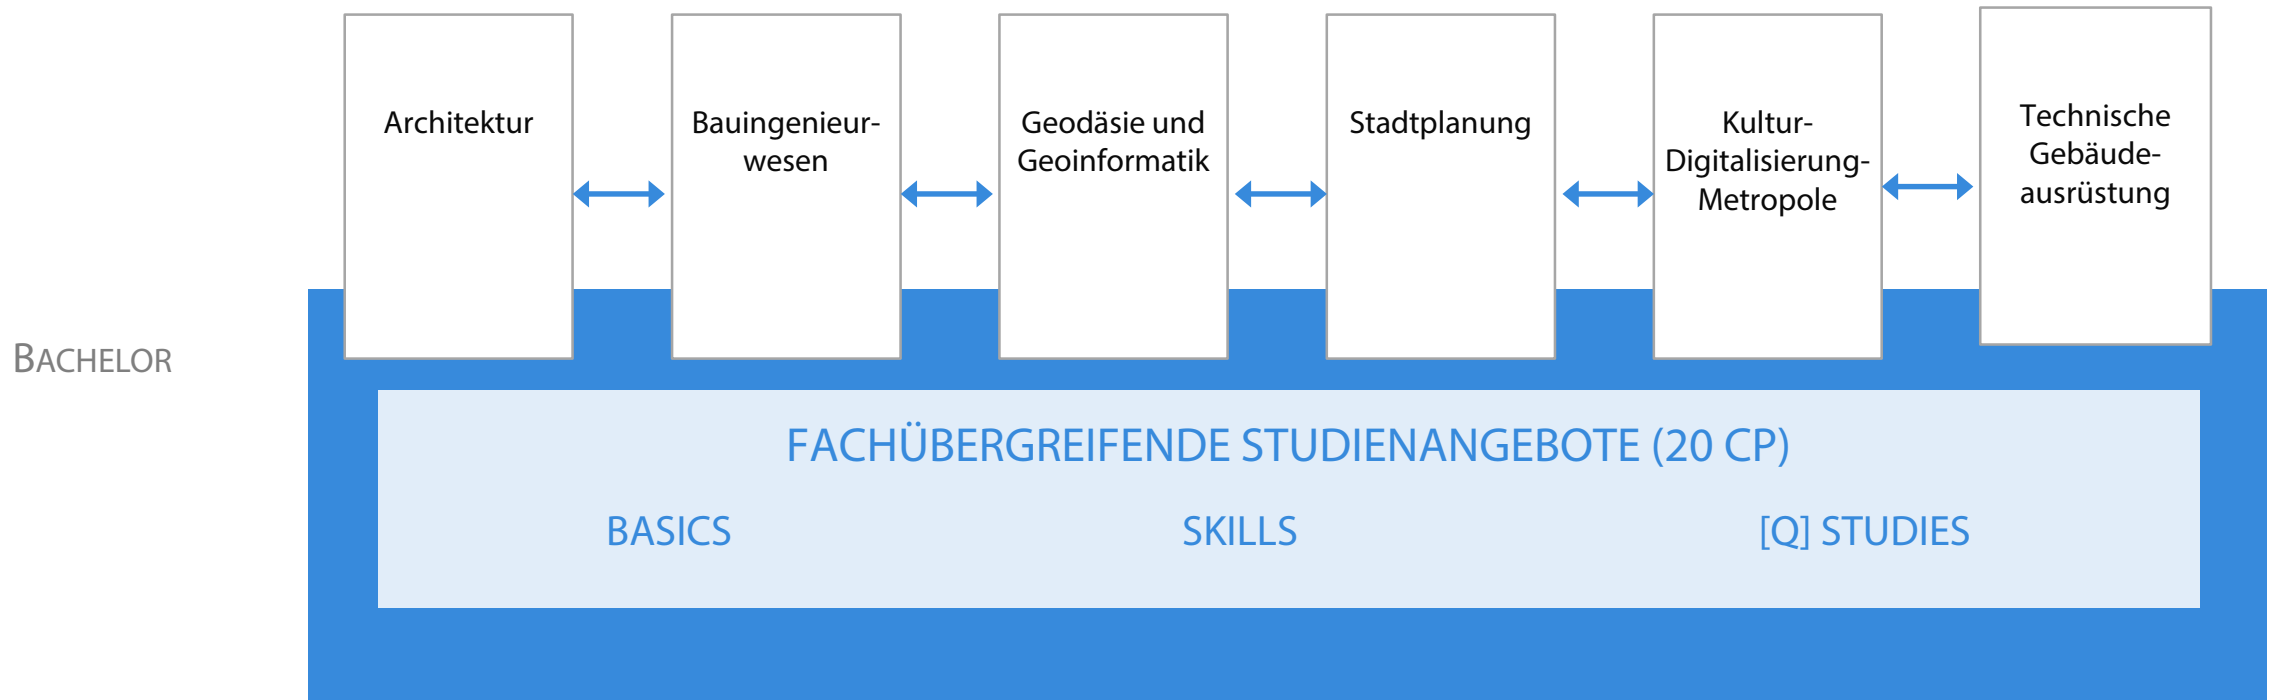 Architektur
Bauingenieur-
wesen
Geodäsie und
Geoinformatik
Stadtplanung
Kultur-
Digitalisierung-
Metropole
Technische
Gebäude-
ausrüstung
BACHELOR
FACHÜBERGREIFENDE STUDIENANGEBOTE (20 CP)
BASICS
SKILLS
[Q] STUDIES